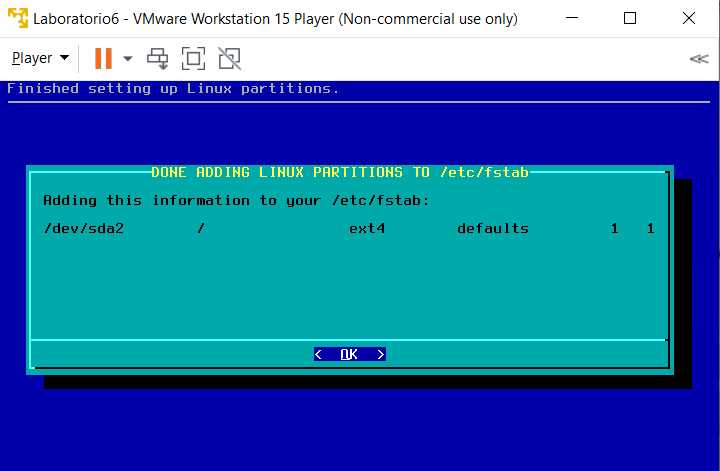 Laboratorio6 - VMware Workstation 15 Player (Non-commercial use only)
Player
Finished setting up Linux partitions.
DONE ADDING LINUX PARTITIONS TO /etc/fstab
Adding this information to your /etc/fstab:
/dev/sda2 / ext4 defaults 1 1
< OK >